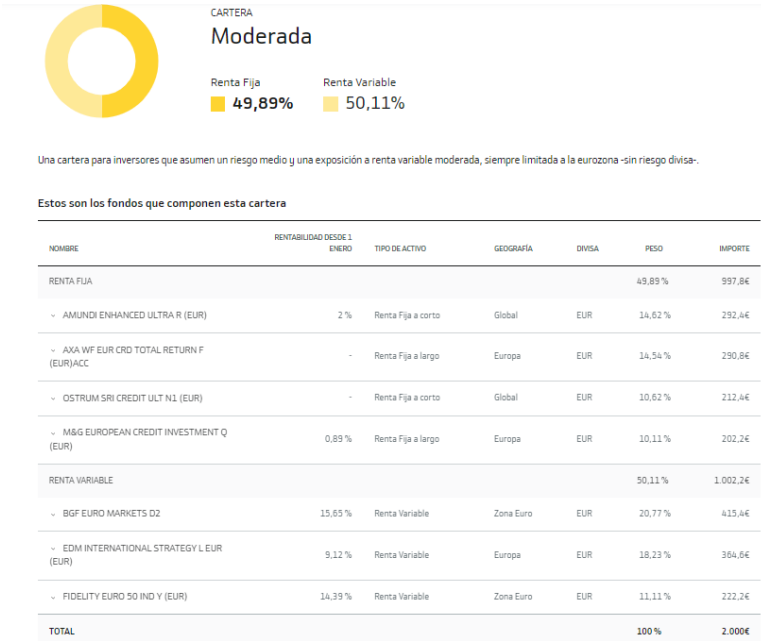 CARTERA
Moderada
Renta Fija Renta Variable
49,89% 50,11%
Una cartera para inversores que asumen un riesgo medio y una exposición a renta variable moderada, siempre limitada a la eurozona -sin riesgo divisa-.
Estos son los fondos que componen esta cartera
NOMBRE RENTABILIDAD DESDE 1 ENERO TIPO DE ACTIVO GEOGRAFÍA DIVISA PESO IMPORTE
RENTA FIJA 49,89 % 997,8€
AMUNDI ENHANCED ULTRA R (EUR) 2 % Renta Fija a corto Global EUR 14,62 % 292,4€
AXA WF EUR CRD TOTAL RETURN F
(EUR)ACC - Renta Fija a largo Europa EUR 14,54 % 290,8€
OSTRUM SRI CREDIT ULT N1 (EUR) - Renta Fija a corto Global EUR 10,62 % 212,4€
M&G EUROPEAN CREDIT INVESTMENT Q
(EUR) 0,89 % Renta Fija a largo Europa EUR 10,11 % 202,2€
RENTA VARIABLE 50,11 % 1.002,2€
BGF EURO MARKETS D2 15,65 % Renta Variable Zona Euro EUR 20,77 % 415,4€
EDM INTERNATIONAL STRATEGY L EUR
(EUR) 9,12 % Renta Variable Europa EUR 18,23 % 364,6€
FIDELITY EURO 50 IND Y (EUR) 14,39 % Renta Variable Zona Euro EUR 11,11 % 222,2€
TOTAL 100 % 2.000€